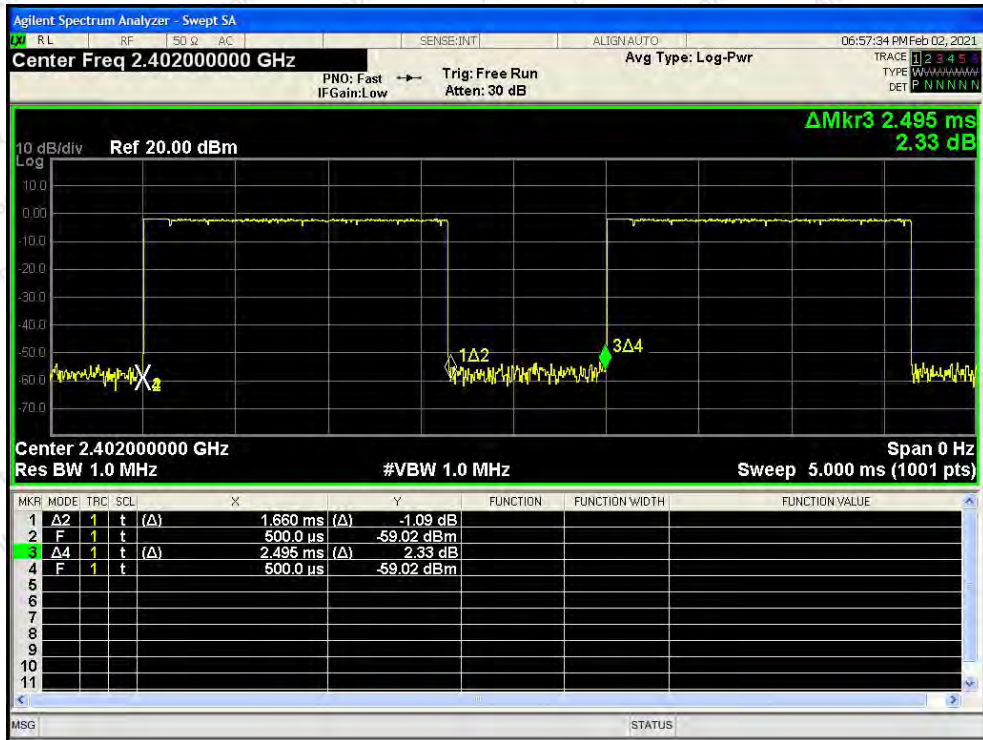 Agilent Spectrum Analyzer - Swept SA
LXI RL RF 50 Ω AC SENSE:INT ALIGNAUTO 06:57:34 PM Feb 02, 2021
Center Freq 2.402000000 GHz Avg Type: Log-Pwr TRACE 1 2 3 4 5 6
PNO: Fast Trig: Free Run TYPE WWWWWWW
IFGain:Low Atten: 30 dB DET P N N N N N
ΔMkr3 2.495 ms
10 dB/div Ref 20.00 dBm 2.33 dB
Log
10.0
0.00
-10.0
-20.0
-30.0
-40.0
-50.0
-60.0
-70.0
1Δ2
3Δ4
Center 2.402000000 GHz Span 0 Hz
Res BW 1.0 MHz #VBW 1.0 MHz Sweep 5.000 ms (1001 pts)
MKR MODE TRC SCL X Y FUNCTION FUNCTION WIDTH FUNCTION VALUE
1 Δ2 1 t (Δ) 1.660 ms (Δ) -1.09 dB
2 F 1 t 500.0 µs -59.02 dBm
3 Δ4 1 t (Δ) 2.495 ms (Δ) 2.33 dB
4 F 1 t 500.0 µs -59.02 dBm
5
6
7
8
9
10
11
MSG STATUS